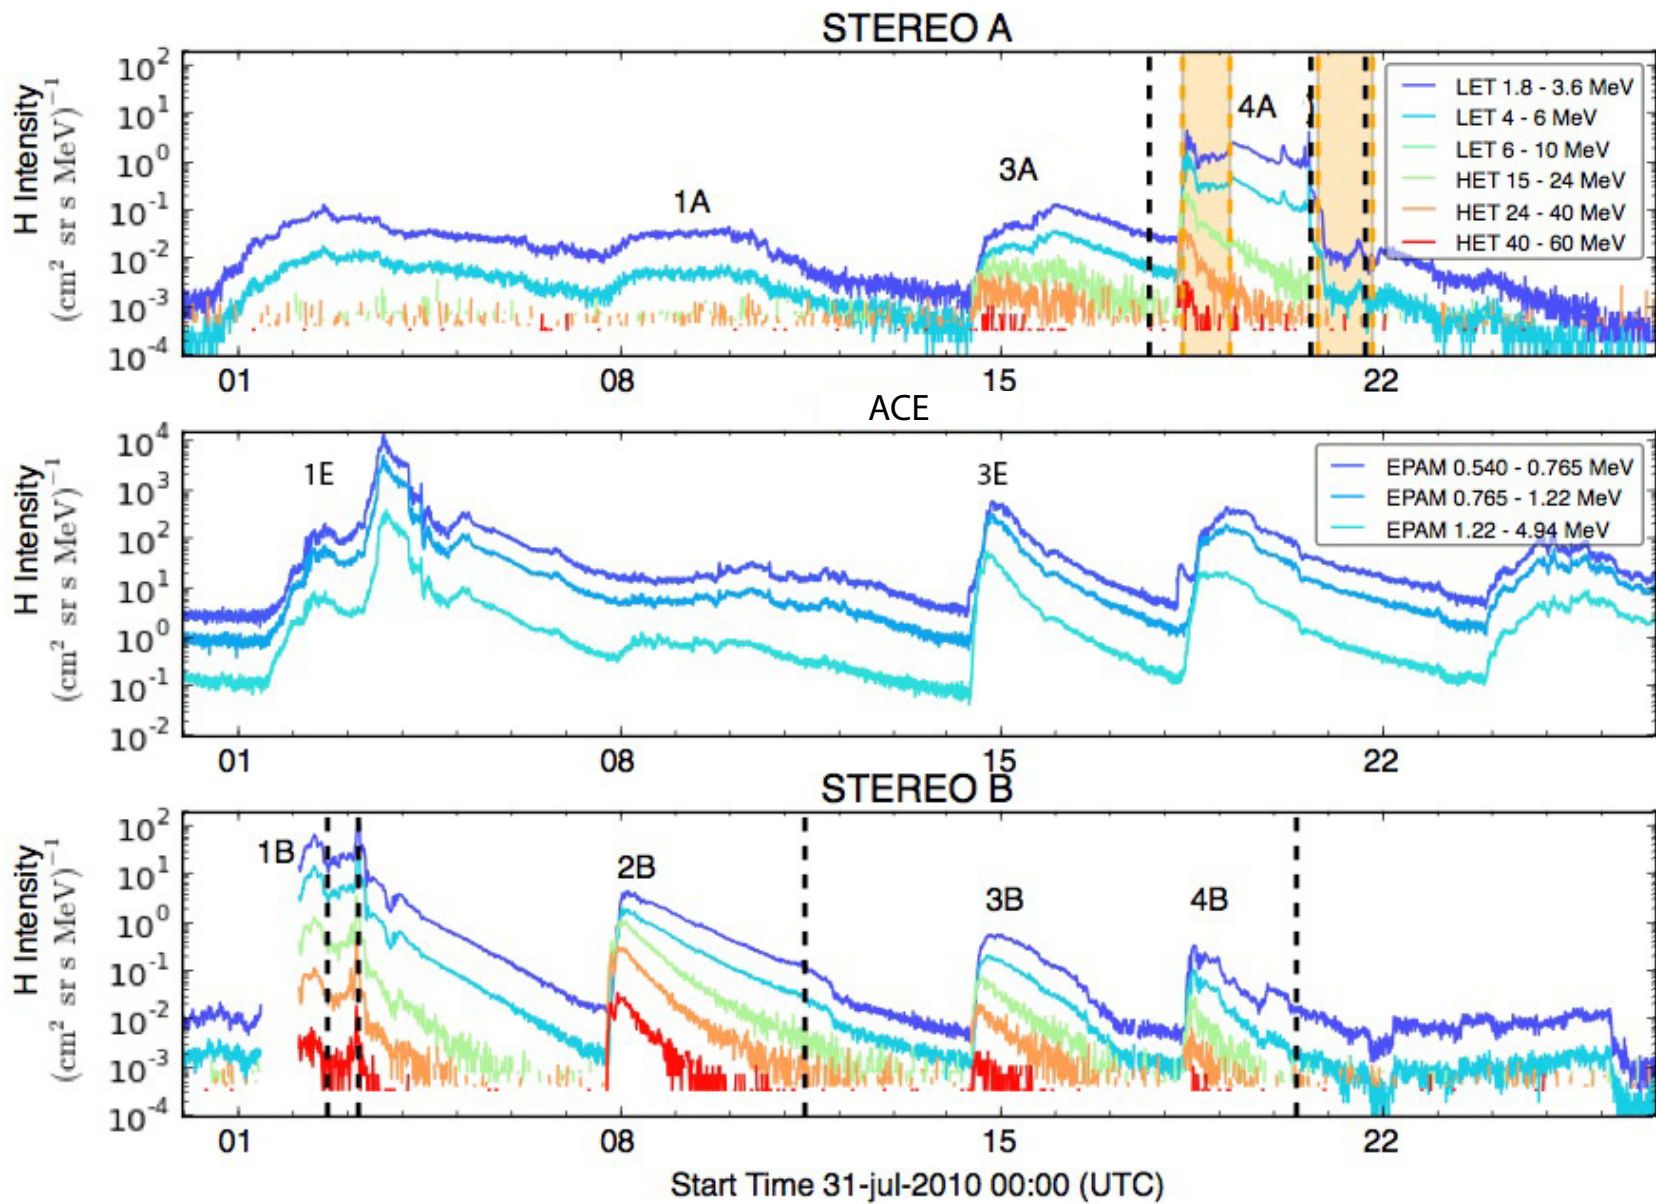 STEREO A
H Intensity
(cm² sr s MeV)⁻¹
10²
10¹
10⁰
10⁻¹
10⁻²
10⁻³
10⁻⁴
1A
3A
4A
LET 1.8 - 3.6 MeV
LET 4 - 6 MeV
LET 6 - 10 MeV
HET 15 - 24 MeV
HET 24 - 40 MeV
HET 40 - 60 MeV
01 08 15 22
ACE
H Intensity
(cm² sr s MeV)⁻¹
10⁴
10³
10²
10¹
10⁰
10⁻¹
10⁻²
1E
3E
EPAM 0.540 - 0.765 MeV
EPAM 0.765 - 1.22 MeV
EPAM 1.22 - 4.94 MeV
01 08 15 22
STEREO B
H Intensity
(cm² sr s MeV)⁻¹
10²
10¹
10⁰
10⁻¹
10⁻²
10⁻³
10⁻⁴
1B
2B
3B
4B
01 08 15 22
Start Time 31-jul-2010 00:00 (UTC)